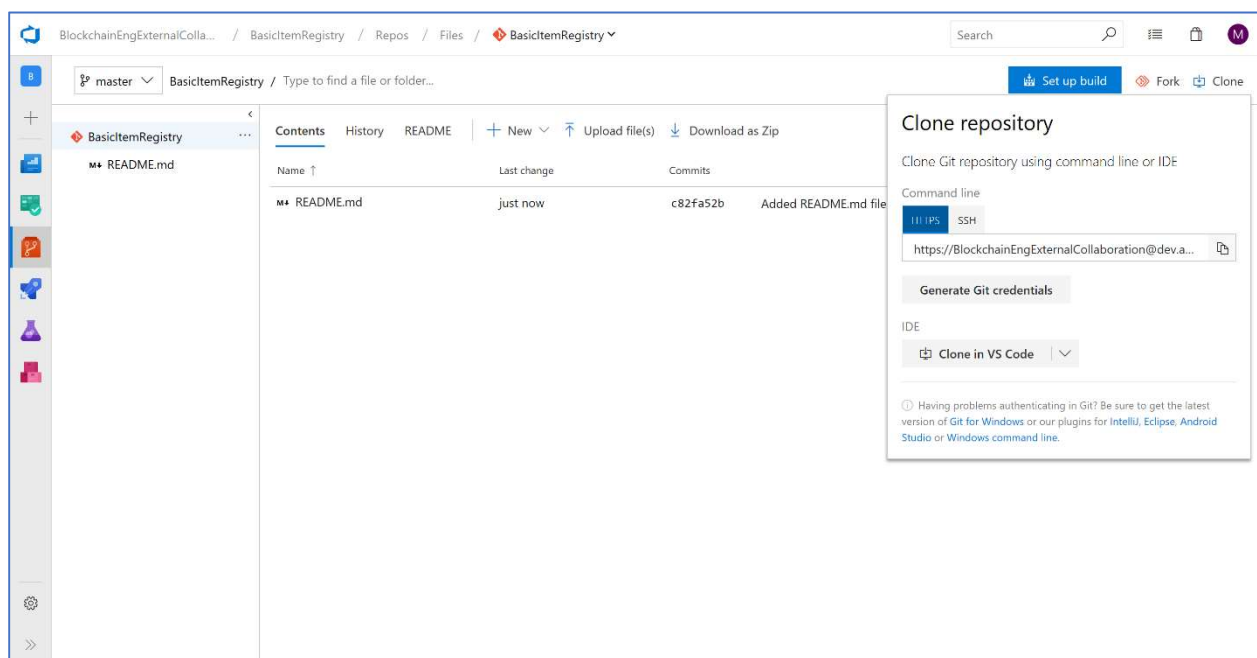 BlockchainEngExternalColla... / BasicItemRegistry / Repos / Files / BasicItemRegistry
Search
M
B
master BasicItemRegistry / Type to find a file or folder...
Set up build Fork Clone
BasicItemRegistry ...
M↓ README.md
Contents History README + New Upload file(s) Download as Zip
Name ↑ Last change Commits
M↓ README.md just now c82fa52b Added README.md file
Clone repository
Clone Git repository using command line or IDE
Command line
HTTPS SSH
https://BlockchainEngExternalCollaboration@dev.a...
Generate Git credentials
IDE
Clone in VS Code
Having problems authenticating in Git? Be sure to get the latest
version of Git for Windows or our plugins for IntelliJ, Eclipse, Android
Studio or Windows command line.